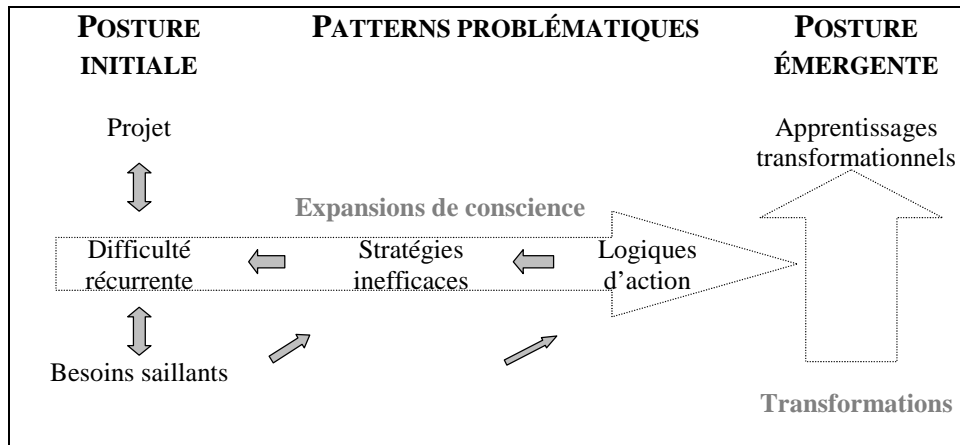 POSTURE INITIALE
PATTERNS PROBLÉMATIQUES
POSTURE ÉMERGENTE
Projet
Apprentissages
transformationnels
Expansions de conscience
Difficulté
récurrente
Stratégies
inefficaces
Logiques
d’action
Besoins saillants
Transformations